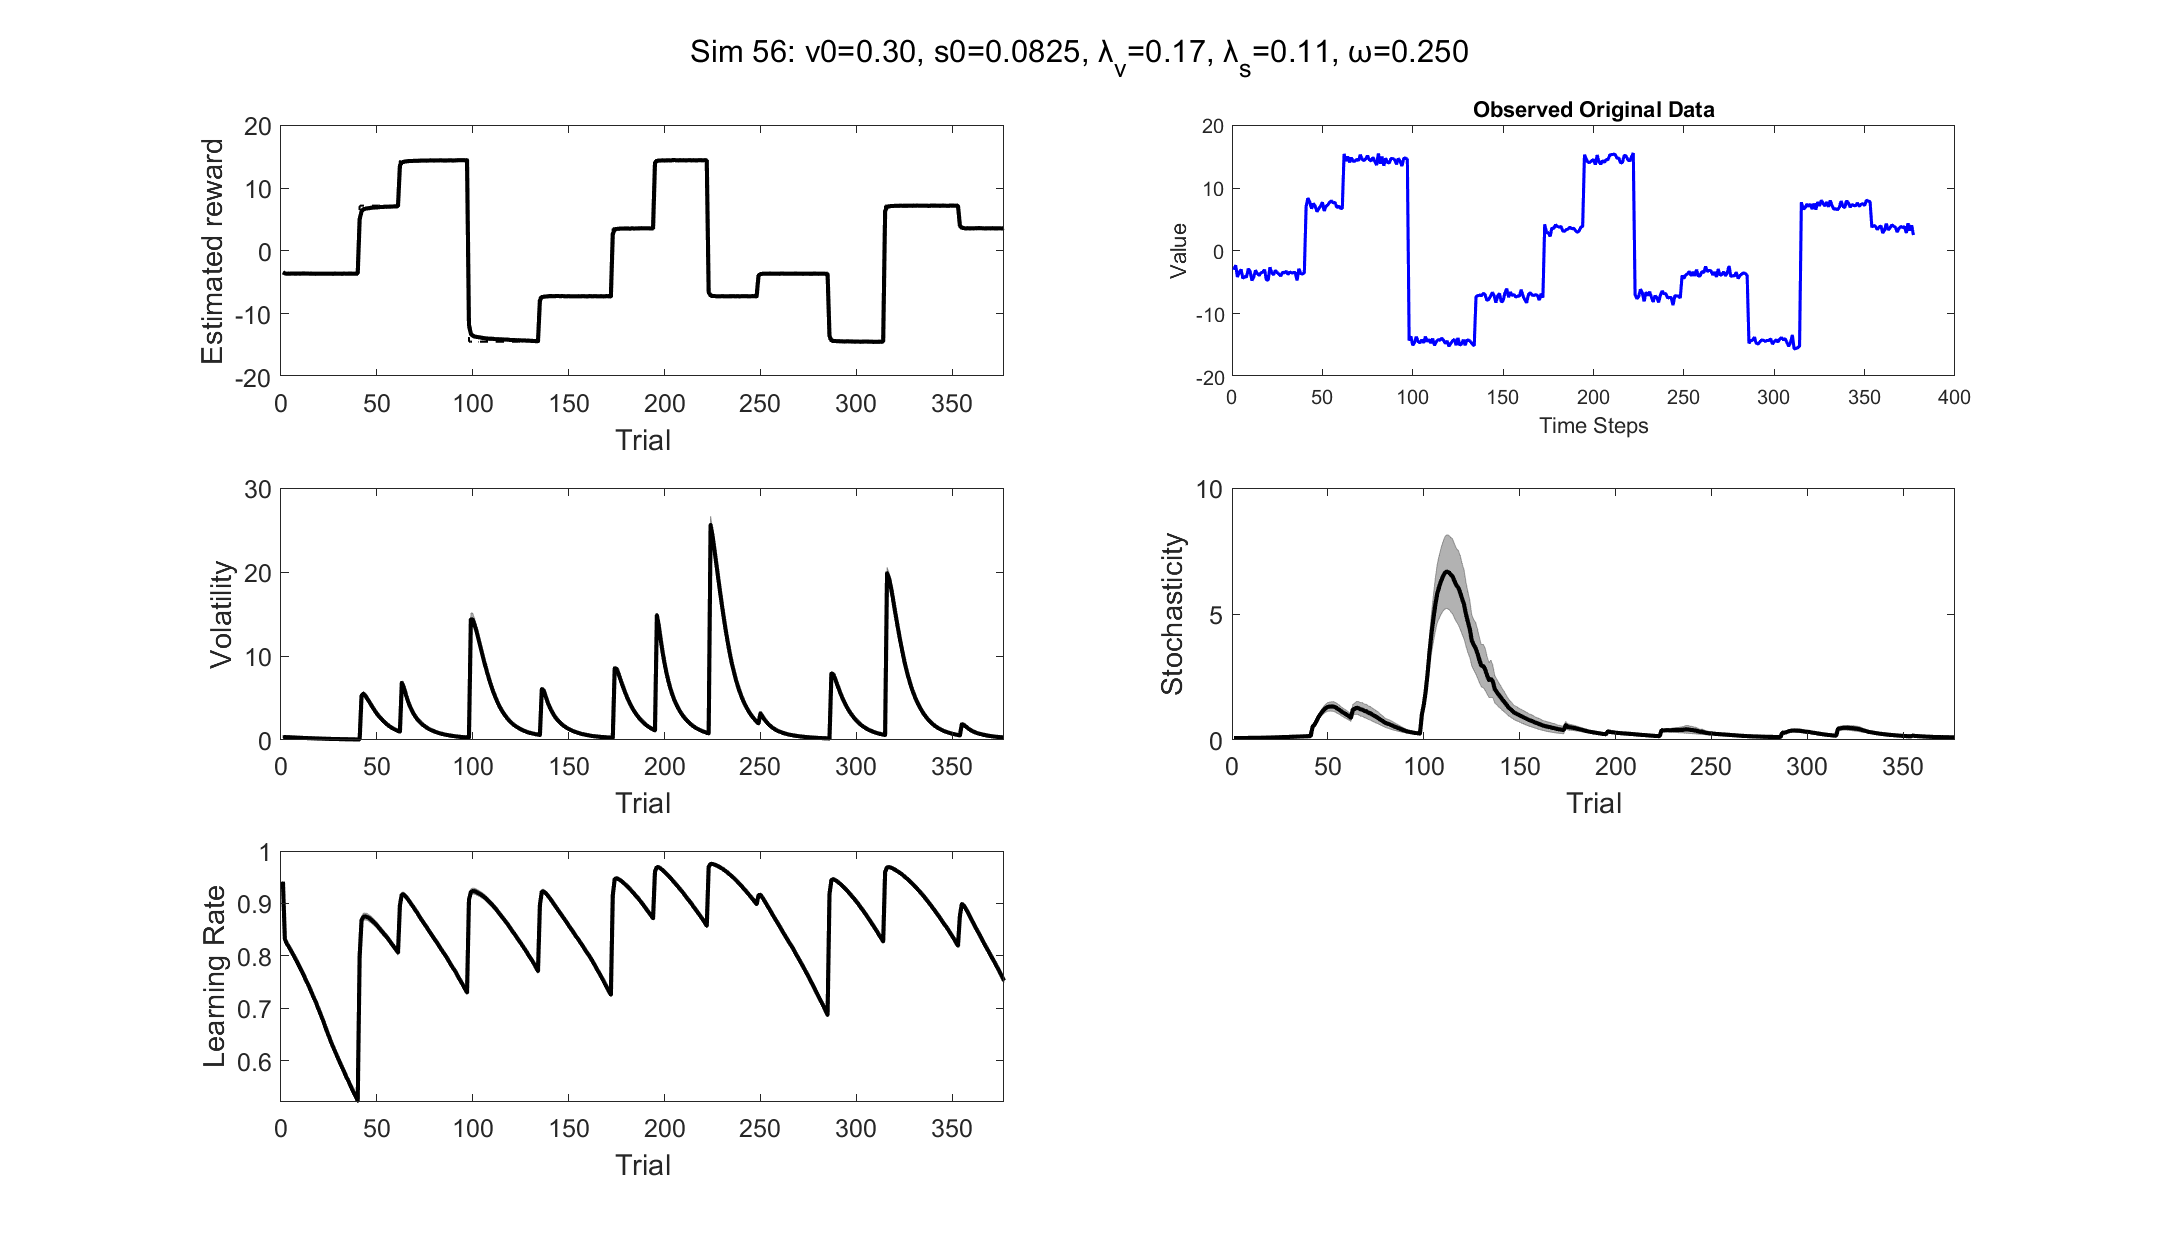 Sim 56: v0=0.30, s0=0.0825, λv=0.17, λs=0.11, ω=0.250
20
10
0
-10
-20
Estimated reward
0 50 100 150 200 250 300 350
Trial
Observed Original Data
20
10
0
-10
-20
Value
0 50 100 150 200 250 300 350 400
Time Steps
30
20
10
0
Volatility
0 50 100 150 200 250 300 350
Trial
10
5
0
Stochasticity
0 50 100 150 200 250 300 350
Trial
1
0.9
0.8
0.7
0.6
Learning Rate
0 50 100 150 200 250 300 350
Trial